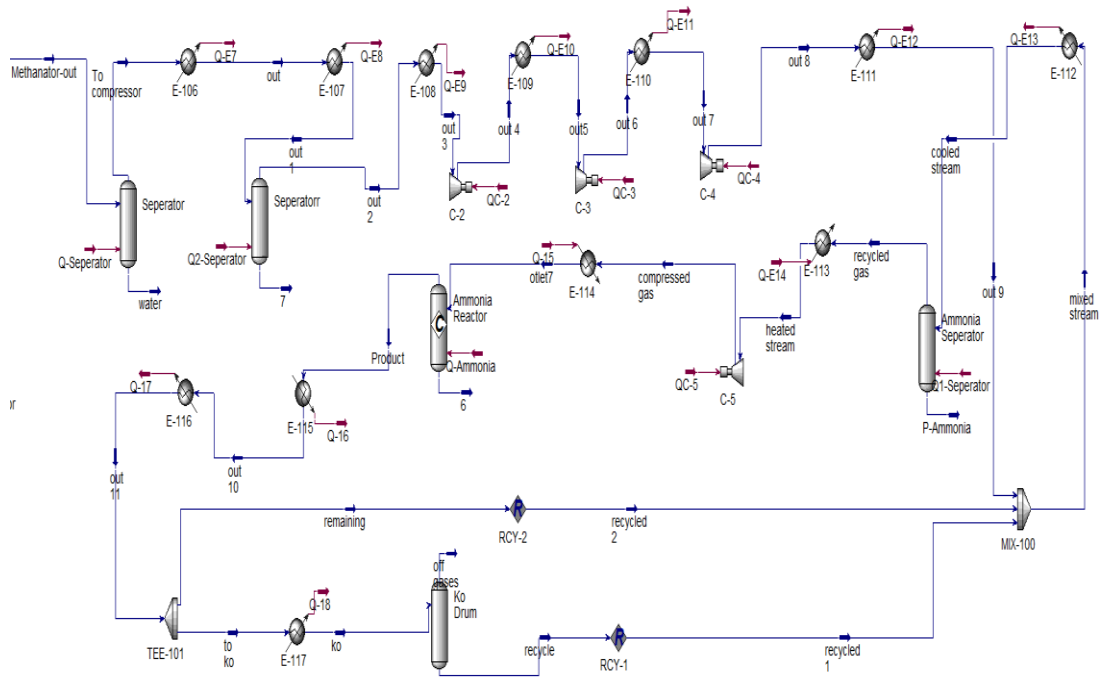 Q-E7
Q-E8
Q-E9
Q-E10
Q-E11
Q-E12
Q-E13
Methanator-out
To
compressor
E-106
out
E-107
E-108
E-109
E-110
out 8
E-111
E-112
out
1
out
2
out
3
out 4
out5
out 6
out 7
cooled
stream
Seperator
Seperatorr
C-2
QC-2
C-3
QC-3
C-4
QC-4
Q-Seperator
Q2-Seperator
water
7
Q-15
otlet7
E-114
compressed
gas
Q-E14
E-113
recycled
gas
out 9
mixed
stream
Ammonia
Reactor
C
Product
Q-Ammonia
6
heated
stream
QC-5
C-5
Ammonia
Seperator
Q1-Seperator
P-Ammonia
or
Q-17
E-116
E-115
Q-16
out
11
out
10
remaining
R
RCY-2
recycled
2
MIX-100
off
gases
Ko
Drum
Q-18
TEE-101
to
ko
E-117
ko
recycle
R
RCY-1
recycled
1